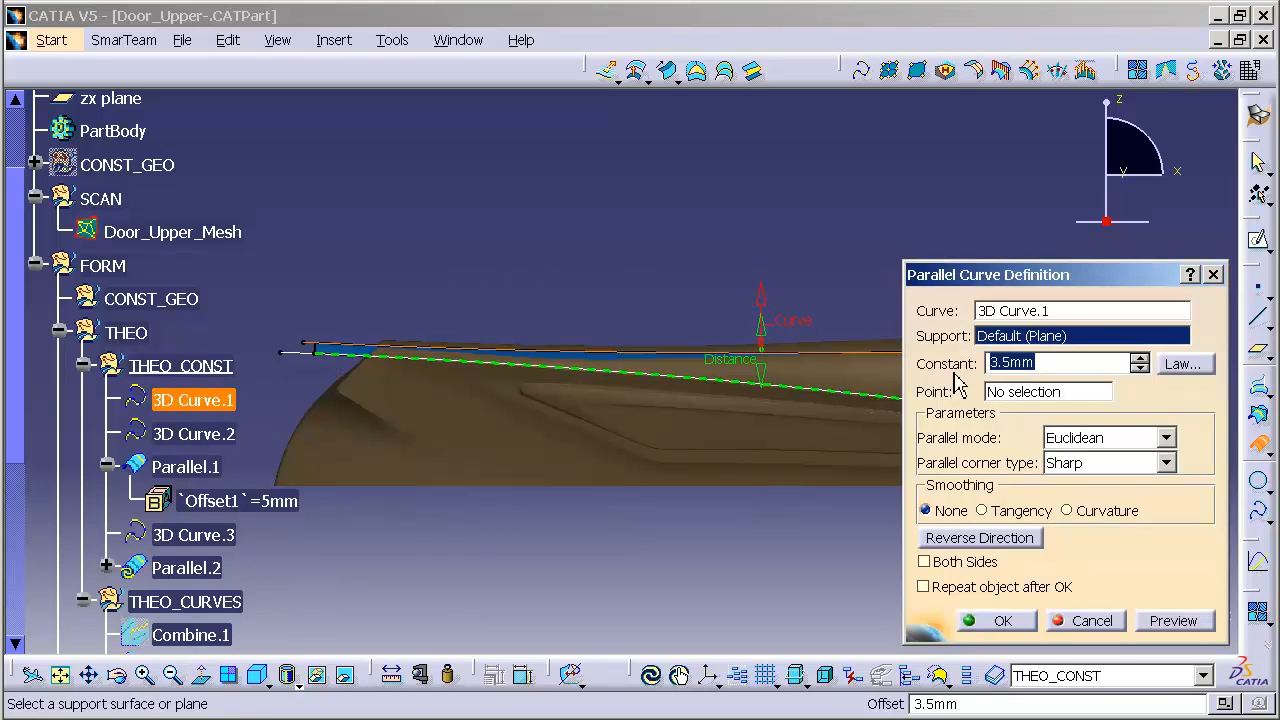 CATIA V5 - [Door_Upper-.CATPart]
Start SmarTeam File Edit View Insert Tools Window Help
zx plane
PartBody
CONST_GEO
SCAN
Door_Upper_Mesh
FORM
CONST_GEO
THEO
THEO_CONST
3D Curve.1
3D Curve.2
Parallel.1
`Offset1`=5mm
3D Curve.3
Parallel.2
THEO_CURVES
Combine.1
z
y
x
_Curve
Distance
Parallel Curve Definition
Curve: 3D Curve.1
Support: Default (Plane)
Constant: 3.5mm Law...
Point: No selection
Parameters
Parallel mode: Euclidean
Parallel corner type: Sharp
Smoothing
None Tangency Curvature
Reverse Direction
Both Sides
Repeat object after OK
OK Cancel Preview
THEO_CONST
Select a support surface or plane
Offset 3.5mm